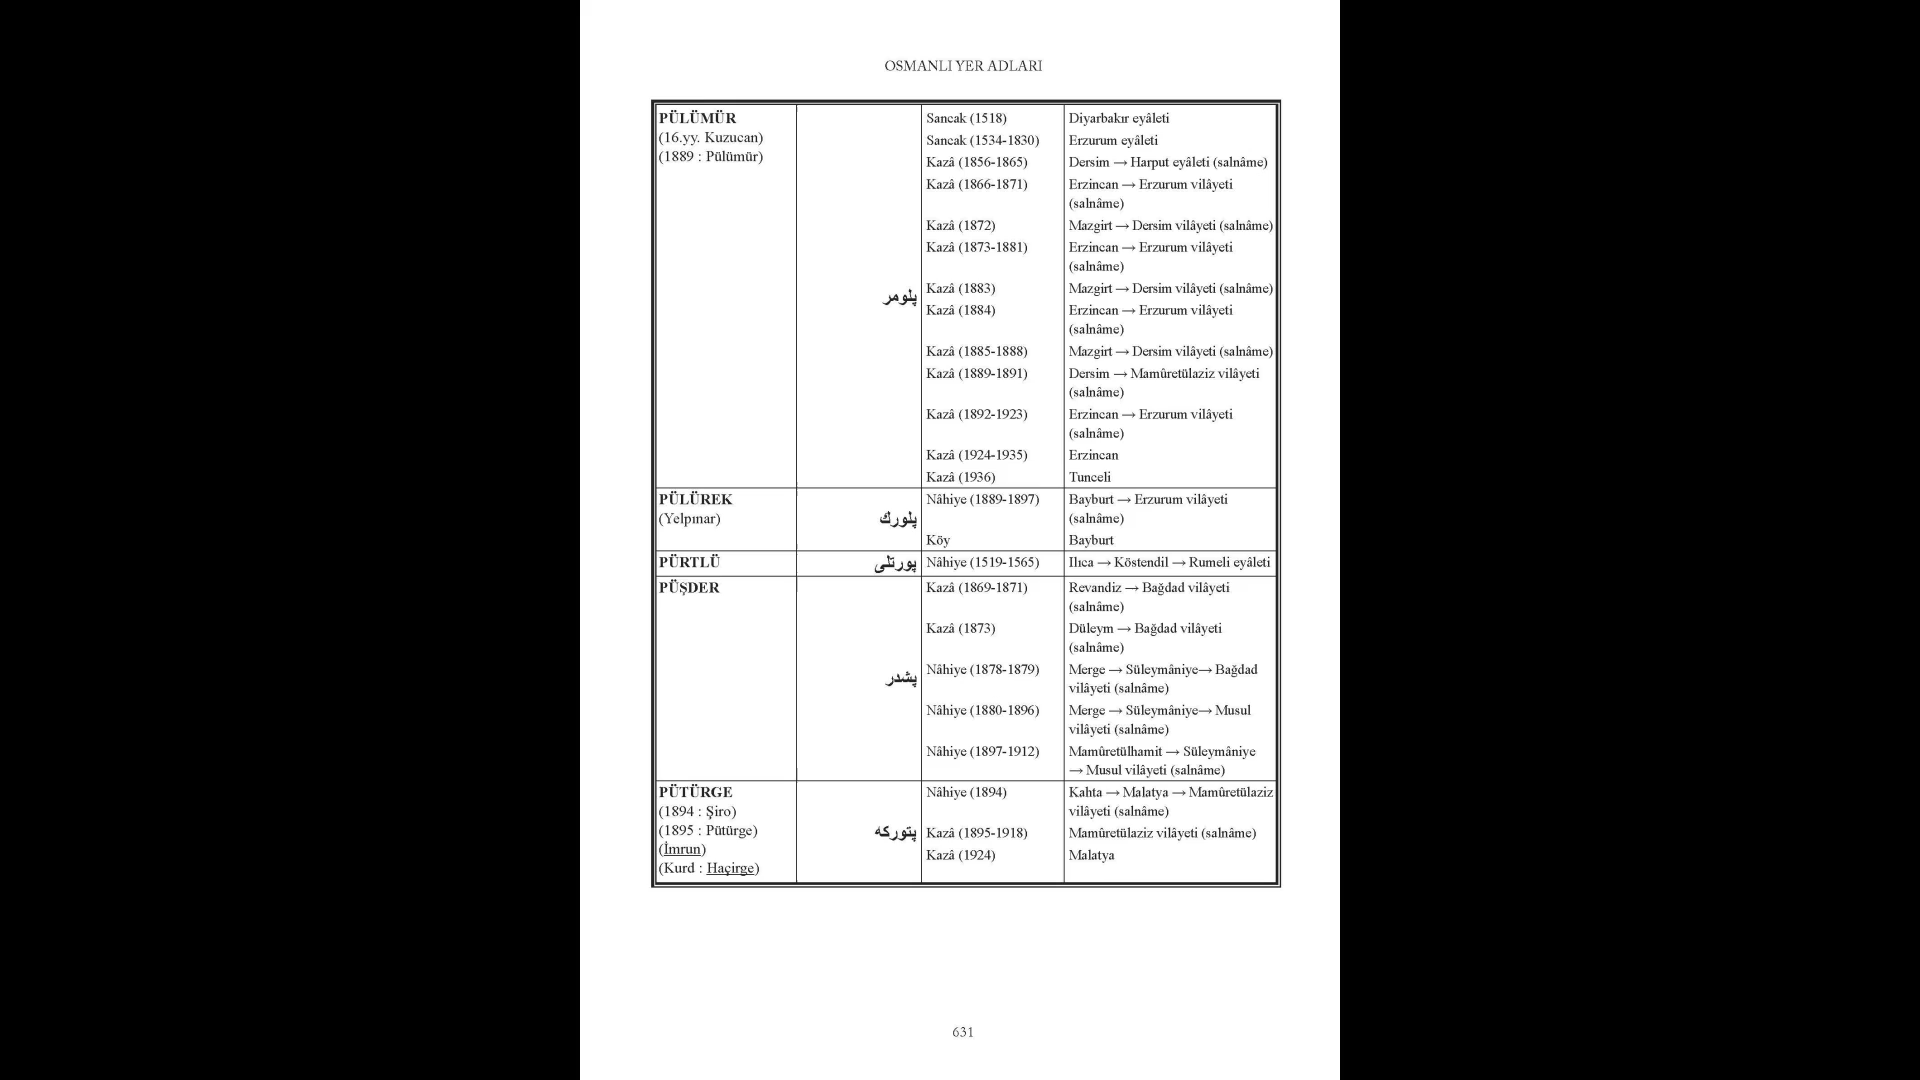 OSMANLI YER ADLARI
PÜLÜMÜR
(16.yy. Kuzucan)
(1889 : Pülümür)
پلومر
Sancak (1518) Diyarbakır eyâleti
Sancak (1534-1830) Erzurum eyâleti
Kazâ (1856-1865) Dersim → Harput eyâleti (salnâme)
Kazâ (1866-1871) Erzincan → Erzurum vilâyeti
(salnâme)
Kazâ (1872) Mazgirt → Dersim vilâyeti (salnâme)
Kazâ (1873-1881) Erzincan → Erzurum vilâyeti
(salnâme)
Kazâ (1883) Mazgirt → Dersim vilâyeti (salnâme)
Kazâ (1884) Erzincan → Erzurum vilâyeti
(salnâme)
Kazâ (1885-1888) Mazgirt → Dersim vilâyeti (salnâme)
Kazâ (1889-1891) Dersim → Mamûretülaziz vilâyeti
(salnâme)
Kazâ (1892-1923) Erzincan → Erzurum vilâyeti
(salnâme)
Kazâ (1924-1935) Erzincan
Kazâ (1936) Tunceli
PÜLÜREK
(Yelpınar)
پلورك
Nâhiye (1889-1897) Bayburt → Erzurum vilâyeti
(salnâme)
Köy Bayburt
PÜRTLÜ پورتلى Nâhiye (1519-1565) Ilıca → Köstendil → Rumeli eyâleti
PÜŞDER
پشدر
Kazâ (1869-1871) Revandiz → Bağdad vilâyeti
(salnâme)
Kazâ (1873) Düleym → Bağdad vilâyeti
(salnâme)
Nâhiye (1878-1879) Merge → Süleymâniye→ Bağdad
vilâyeti (salnâme)
Nâhiye (1880-1896) Merge → Süleymâniye→ Musul
vilâyeti (salnâme)
Nâhiye (1897-1912) Mamûretülhamit → Süleymâniye
→ Musul vilâyeti (salnâme)
PÜTÜRGE
(1894 : Şiro)
(1895 : Pütürge)
(İmrun)
(Kurd : Haçirge)
پتورکه
Nâhiye (1894) Kahta → Malatya → Mamûretülaziz
vilâyeti (salnâme)
Kazâ (1895-1918) Mamûretülaziz vilâyeti (salnâme)
Kazâ (1924) Malatya
631